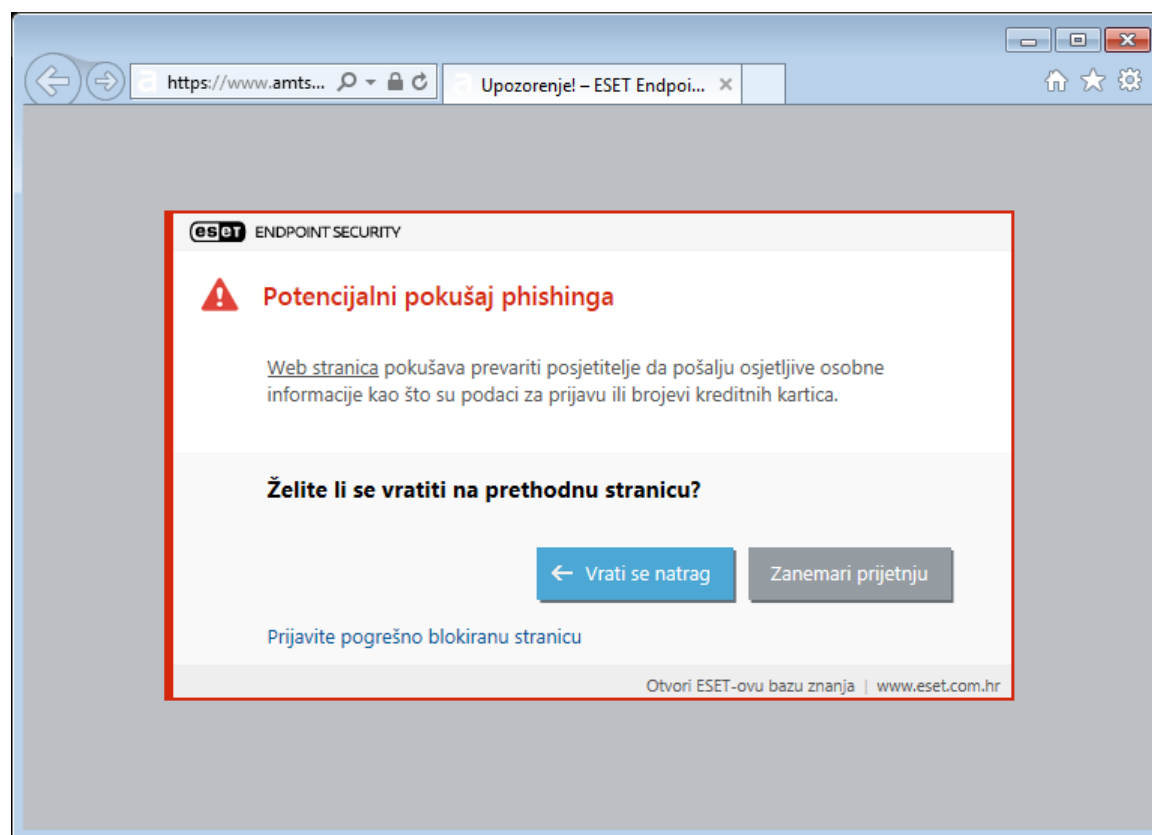 https://www.amts...
Upozorenje! – ESET Endpoi...
eseT ENDPOINT SECURITY
Potencijalni pokušaj phishinga
Web stranica pokušava prevariti posjetitelje da pošalju osjetljive osobne
informacije kao što su podaci za prijavu ili brojevi kreditnih kartica.
Želite li se vratiti na prethodnu stranicu?
Vrati se natrag
Zanemari prijetnju
Prijavite pogrešno blokiranu stranicu
Otvori ESET-ovu bazu znanja | www.eset.com.hr